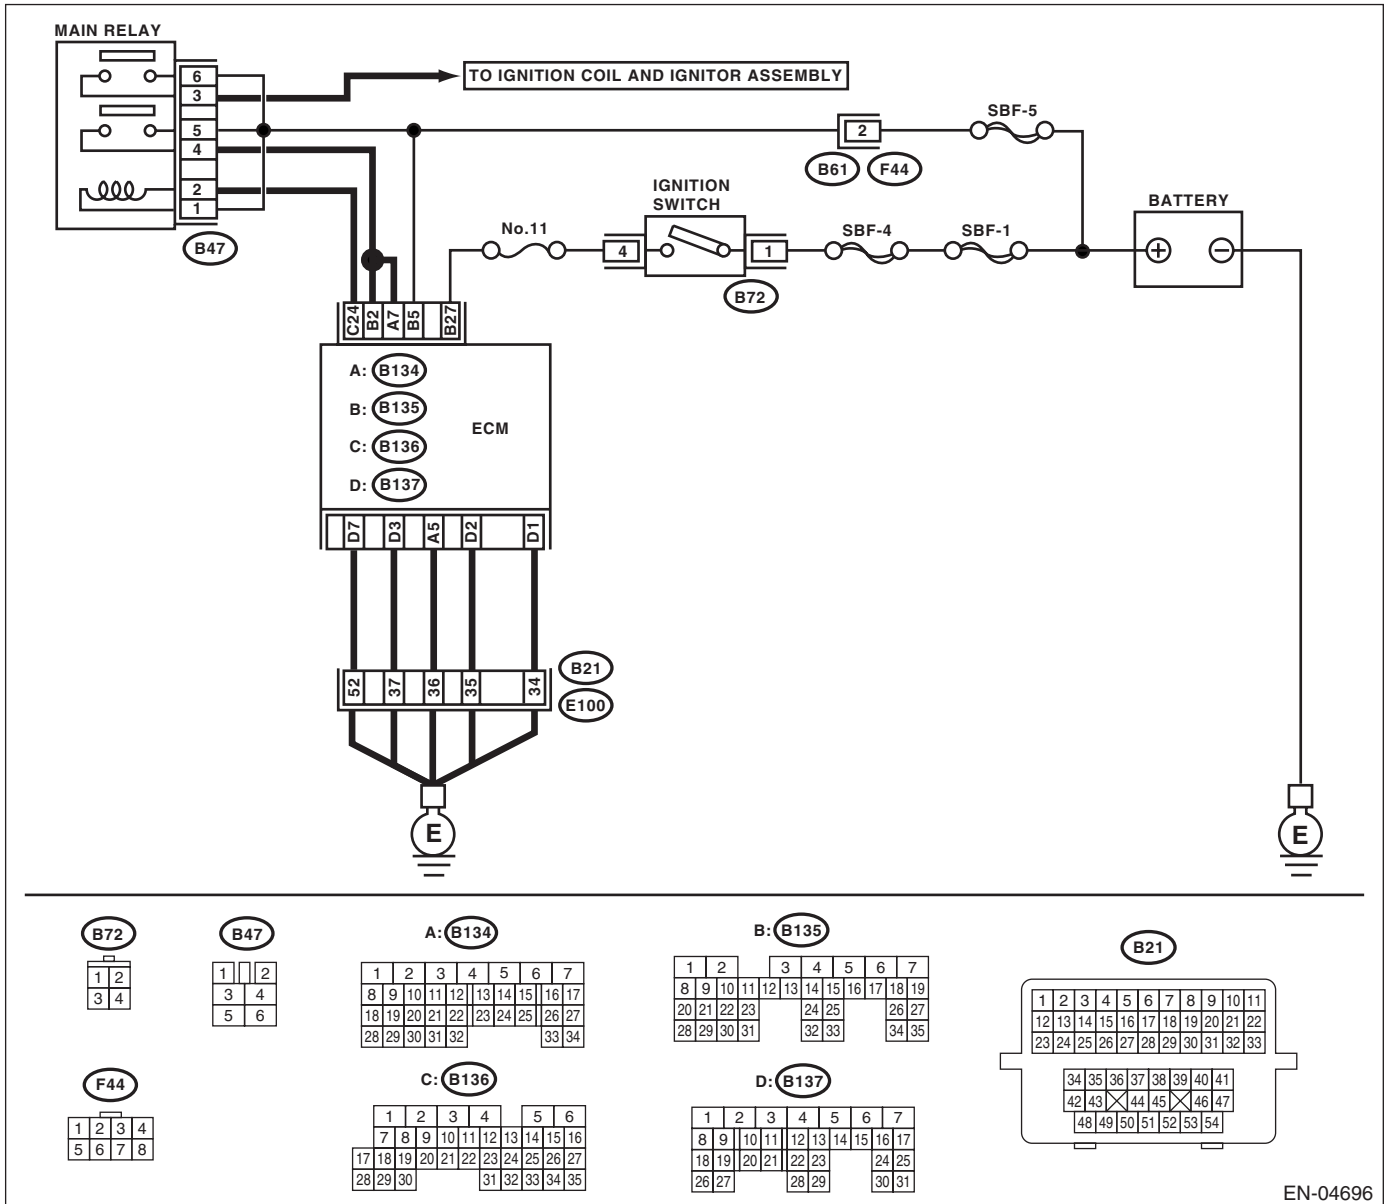 MAIN RELAY
6
3
5
4
2
1
B47
TO IGNITION COIL AND IGNITOR ASSEMBLY
SBF-5
2
B61 F44
IGNITION
SWITCH
No.11
4
1
B72
SBF-4 SBF-1
BATTERY
+ −
C24 B2 A7 B5 B27
A: B134
B: B135
C: B136
D: B137
ECM
D7 D3 A5 D2 D1
52 37 36 35 34
B21
E100
E
E
B72
1 2
3 4
B47
1 2
3 4
5 6
F44
1 2 3 4
5 6 7 8
A: B134
1 2 3 4 5 6 7
8 9 10 11 12 13 14 15 16 17
18 19 20 21 22 23 24 25 26 27
28 29 30 31 32 33 34
C: B136
1 2 3 4 5 6
7 8 9 10 11 12 13 14 15 16
17 18 19 20 21 22 23 24 25 26 27
28 29 30 31 32 33 34 35
B: B135
1 2 3 4 5 6 7
8 9 10 11 12 13 14 15 16 17 18 19
20 21 22 23 24 25 26 27
28 29 30 31 32 33 34 35
D: B137
1 2 3 4 5 6 7
8 9 10 11 12 13 14 15 16 17
18 19 20 21 22 23 24 25
26 27 28 29 30 31
B21
1 2 3 4 5 6 7 8 9 10 11
12 13 14 15 16 17 18 19 20 21 22
23 24 25 26 27 28 29 30 31 32 33
34 35 36 37 38 39 40 41
42 43 44 45 46 47
48 49 50 51 52 53 54
EN-04696